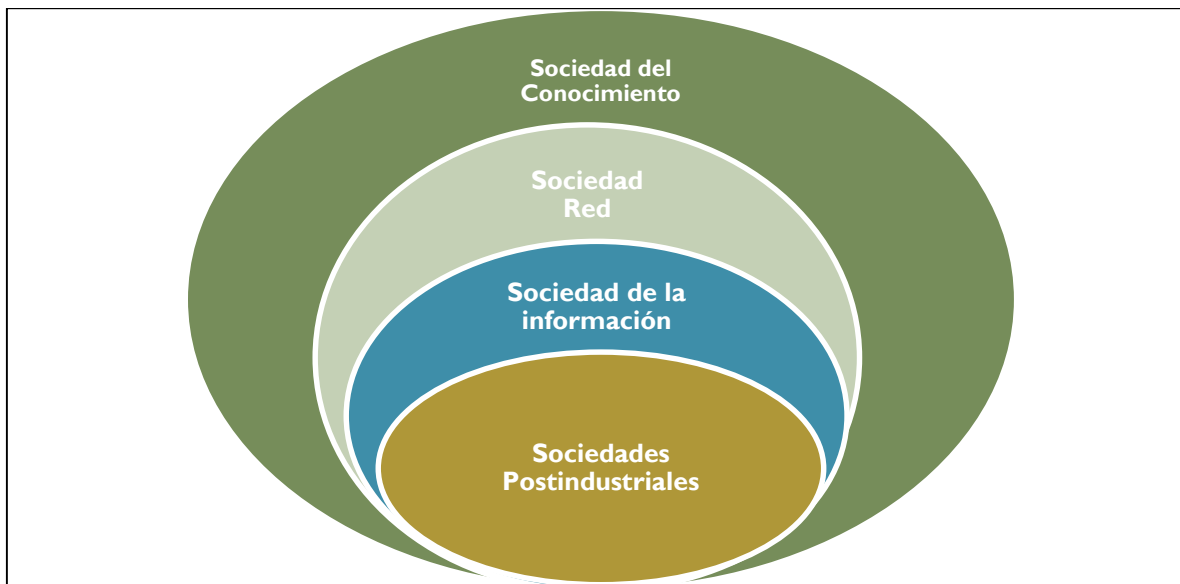 Sociedad del
Conocimiento
Sociedad
Red
Sociedad de la
información
Sociedades
Postindustriales